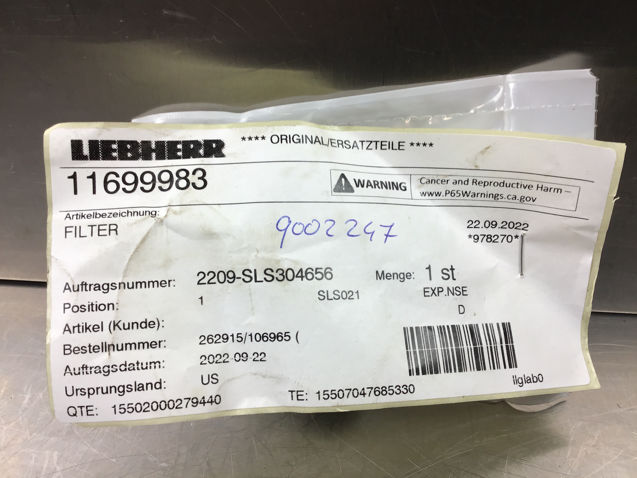 LIEBHERR **** ORIGINAL/ERSATZTEILE ****
11699983
WARNING Cancer and Reproductive Harm –
www.P65Warnings.ca.gov
Artikelbezeichnung:
FILTER
9002247
22.09.2022
*978270*
Auftragsnummer: 2209-SLS304656 Menge: 1 st
Position: 1 SLS021 EXP.NSE
Artikel (Kunde): D
Bestellnummer: 262915/106965 (
Auftragsdatum: 2022-09-22
Ursprungsland: US
llglab0
QTE: 15502000279440 TE: 15507047685330